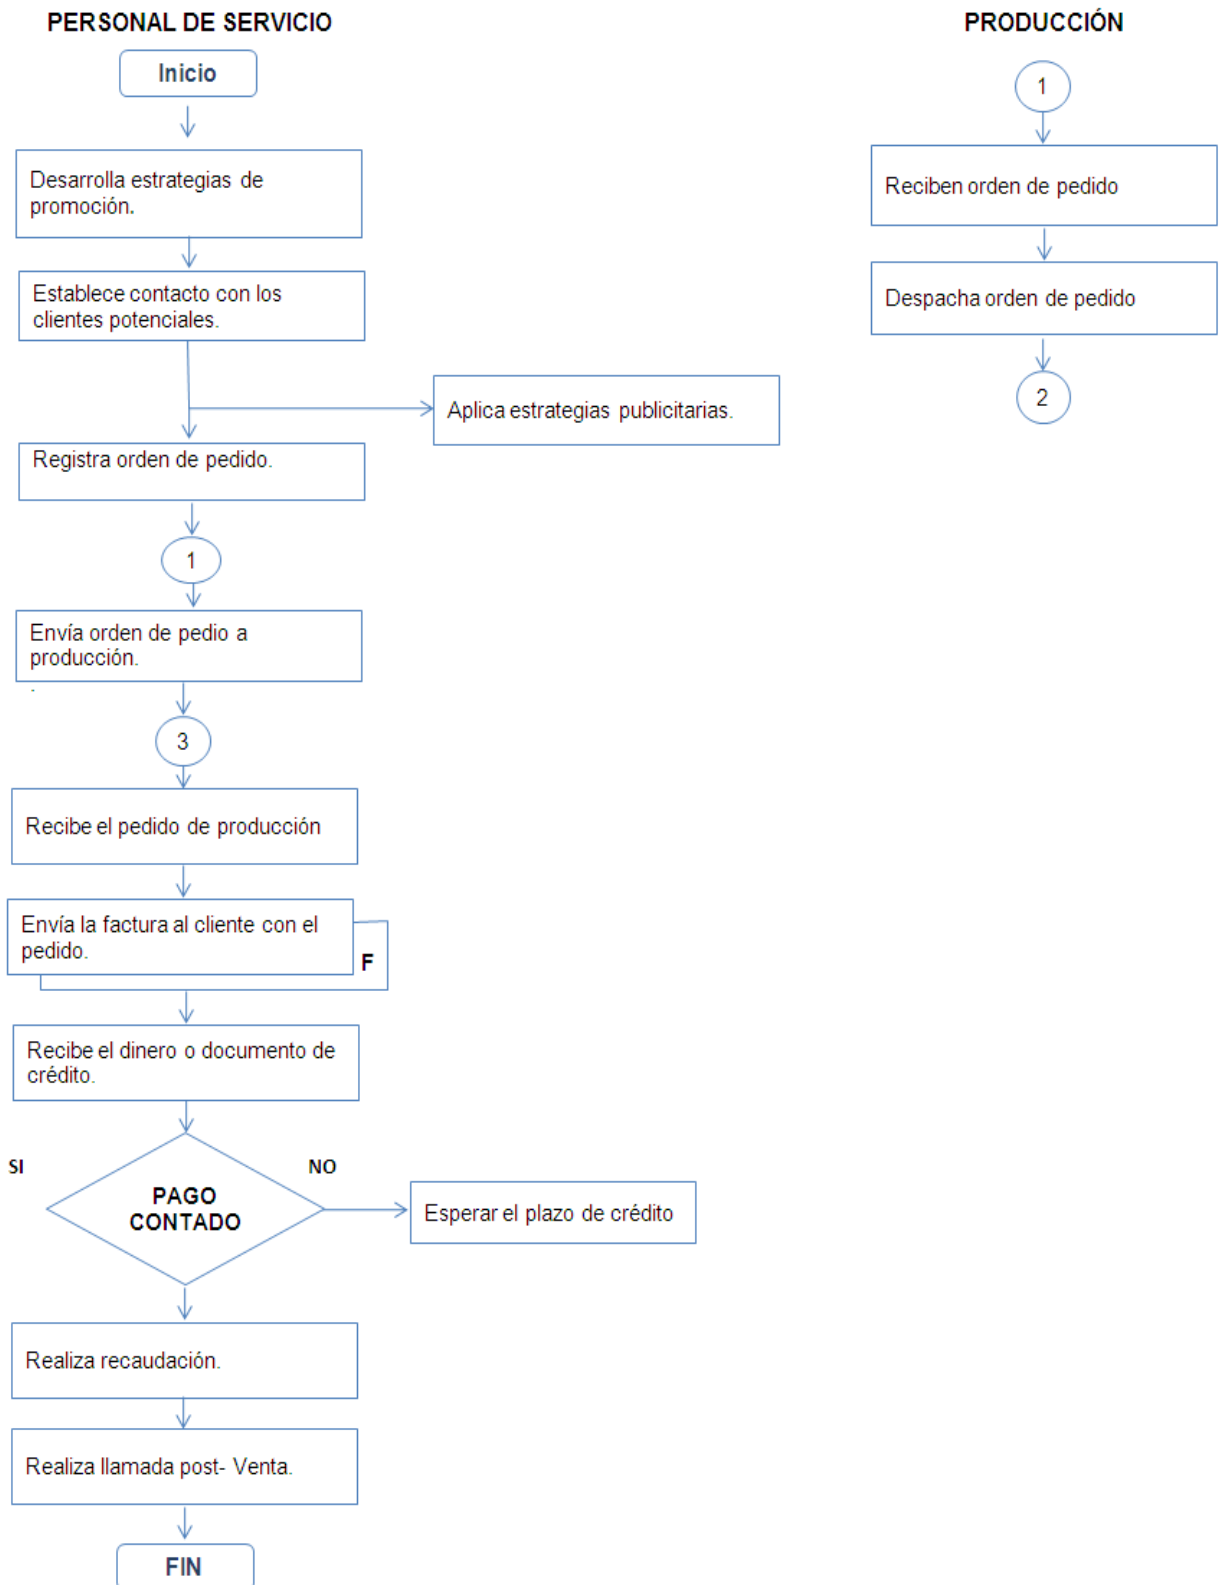 PERSONAL DE SERVICIO
Inicio
Desarrolla estrategias de
promoción.
Establece contacto con los
clientes potenciales.
Aplica estrategias publicitarias.
Registra orden de pedido.
1
Envía orden de pedio a
producción.
.
3
Recibe el pedido de producción
Envía la factura al cliente con el
pedido.
F
Recibe el dinero o documento de
crédito.
SI
NO
PAGO
CONTADO
Esperar el plazo de crédito
Realiza recaudación.
Realiza llamada post- Venta.
FIN
PRODUCCIÓN
1
Reciben orden de pedido
Despacha orden de pedido
2